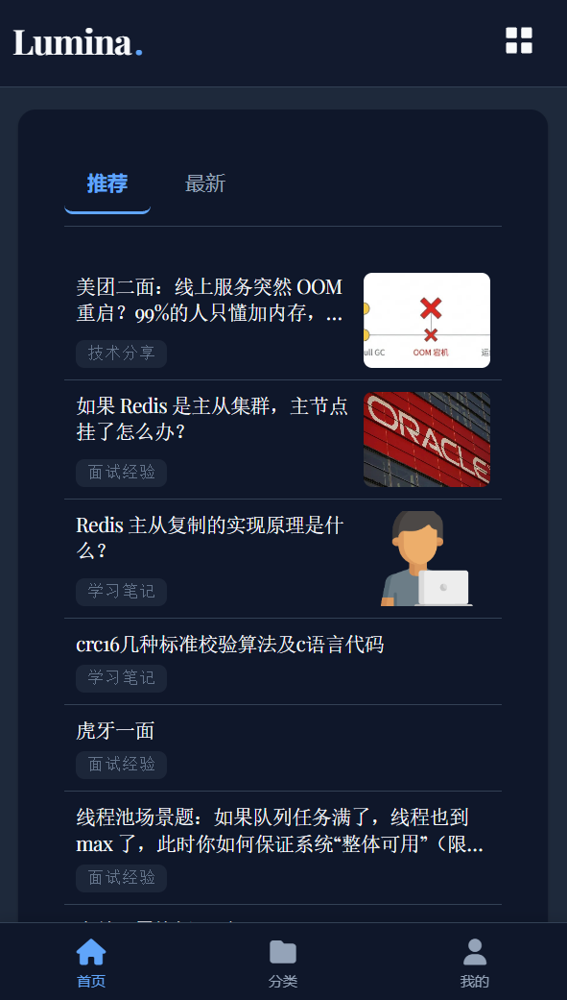 Lumina.
推荐
最新
美团二面：线上服务突然 OOM
重启？99%的人只懂加内存，...
ull GC
OOM 宕机
运
技术分享
如果 Redis 是主从集群，主节点
挂了怎么办？
ORACLE
面试经验
Redis 主从复制的实现原理是什
么？
学习笔记
crc16几种标准校验算法及c语言代码
学习笔记
虎牙一面
面试经验
线程池场景题：如果队列任务满了，线程也到
max 了，此时你如何保证系统“整体可用”（限...
面试经验
首页
分类
我的